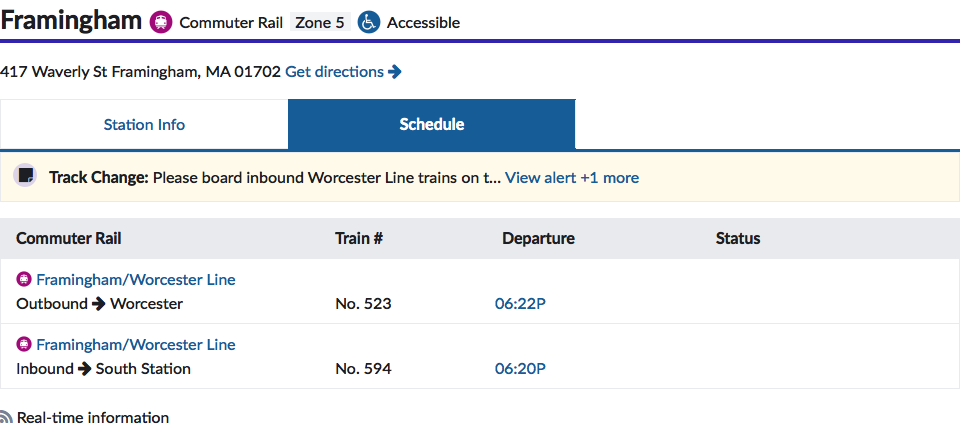 Framingham Commuter Rail Zone 5 Accessible
417 Waverly St Framingham, MA 01702 Get directions
Station Info Schedule
Track Change: Please board inbound Worcester Line trains on t... View alert +1 more
Commuter Rail Train # Departure Status
Framingham/Worcester Line
Outbound Worcester No. 523 06:22P
Framingham/Worcester Line
Inbound South Station No. 594 06:20P
Real-time information